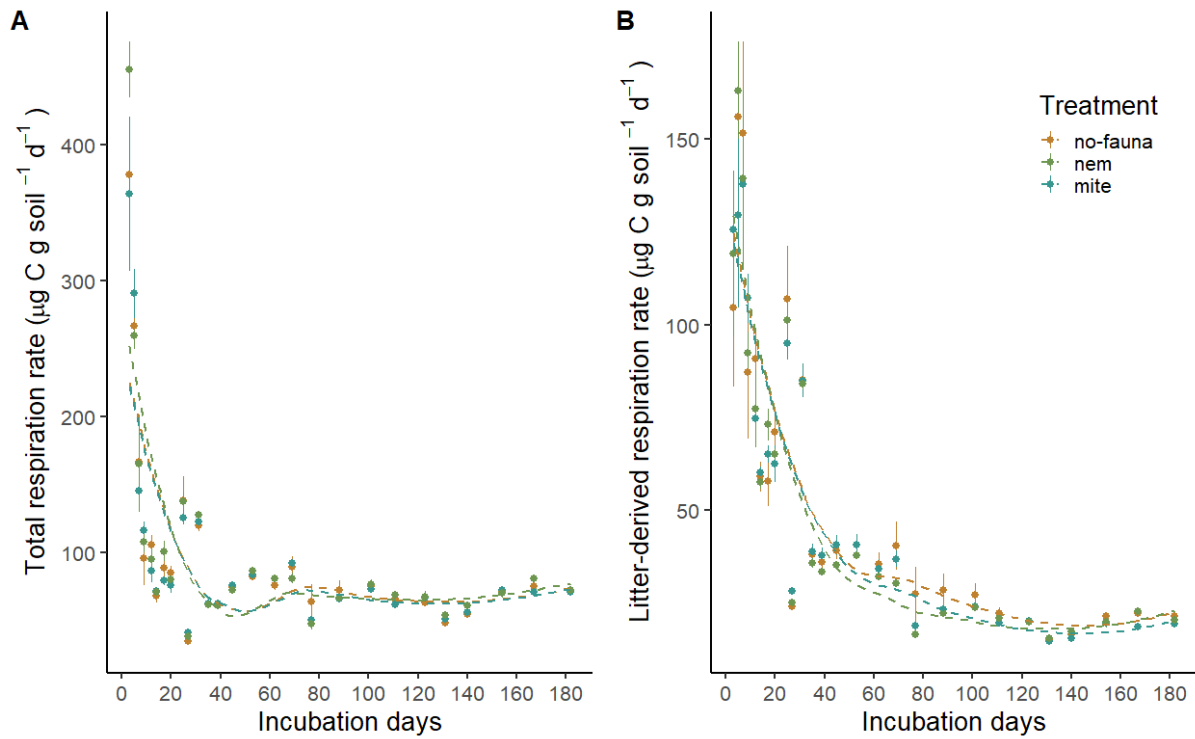 A
Total respiration rate (μg C g soil ⁻¹ d⁻¹ )
400
300
200
100
0 20 40 60 80 100 120 140 160 180
Incubation days
B
Litter-derived respiration rate (μg C g soil ⁻¹ d⁻¹ )
150
100
50
0 20 40 60 80 100 120 140 160 180
Incubation days
Treatment
no-fauna
nem
mite